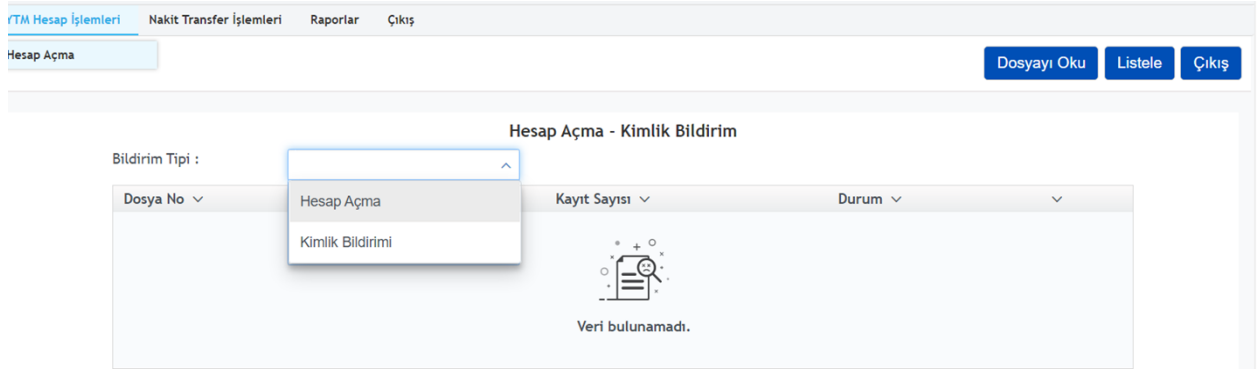 YTM Hesap İşlemleri Nakit Transfer İşlemleri Raporlar Çıkış
Hesap Açma
Dosyayı Oku Listele Çıkış
Hesap Açma - Kimlik Bildirim
Bildirim Tipi :
Dosya No Kayıt Sayısı Durum
Hesap Açma
Kimlik Bildirimi
Veri bulunamadı.